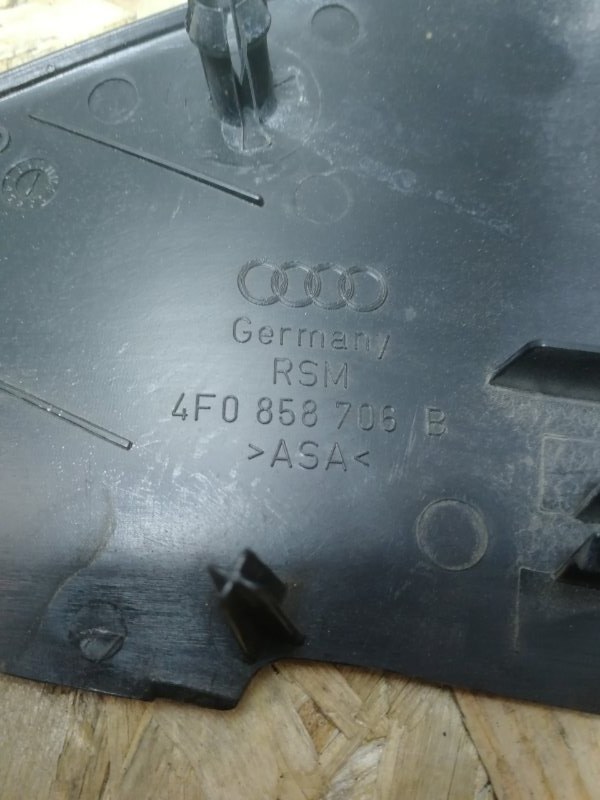 Germany
RSM
4F0 858 706 B
>ASA<